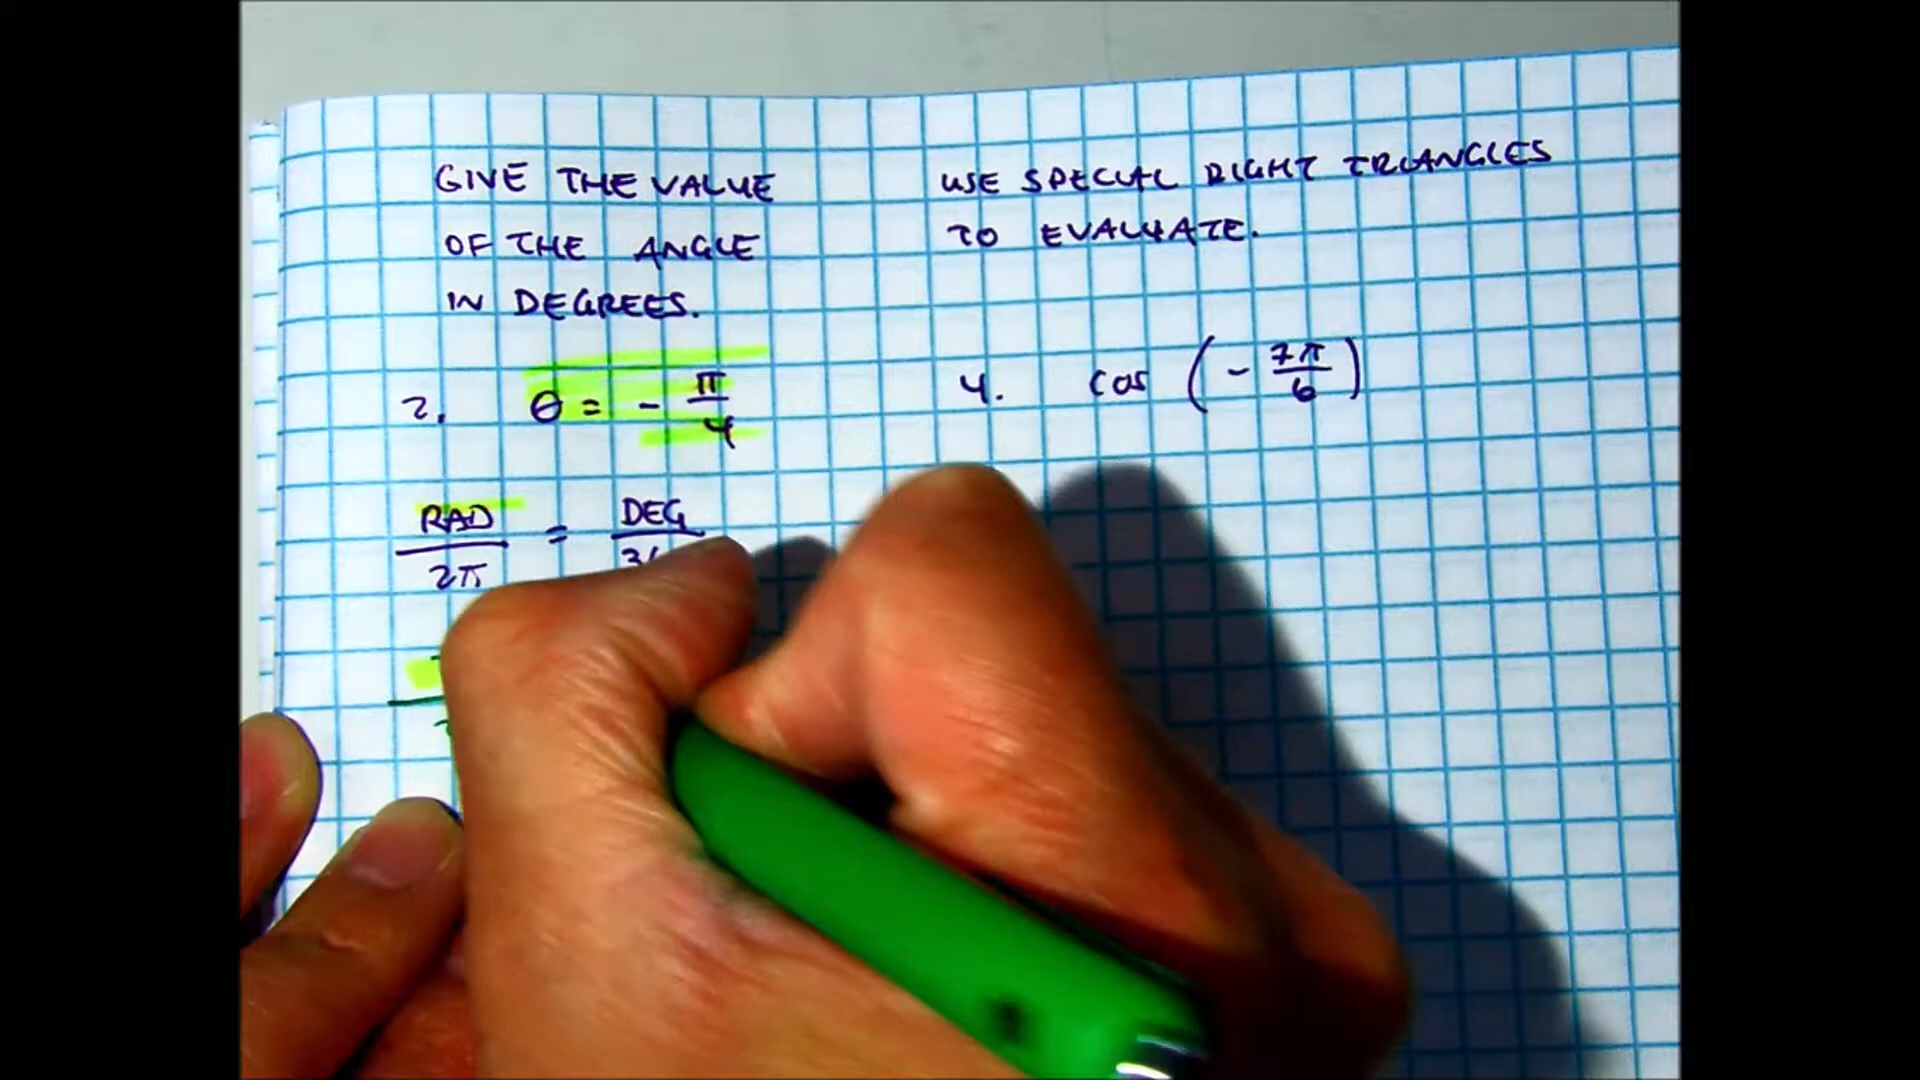 GIVE THE VALUE
OF THE ANGLE
IN DEGREES.
2. θ = - π/4
RAD/2π = DEG
USE SPECIAL RIGHT TRIANGLES
TO EVALUATE.
4. cos (- 7π/6)